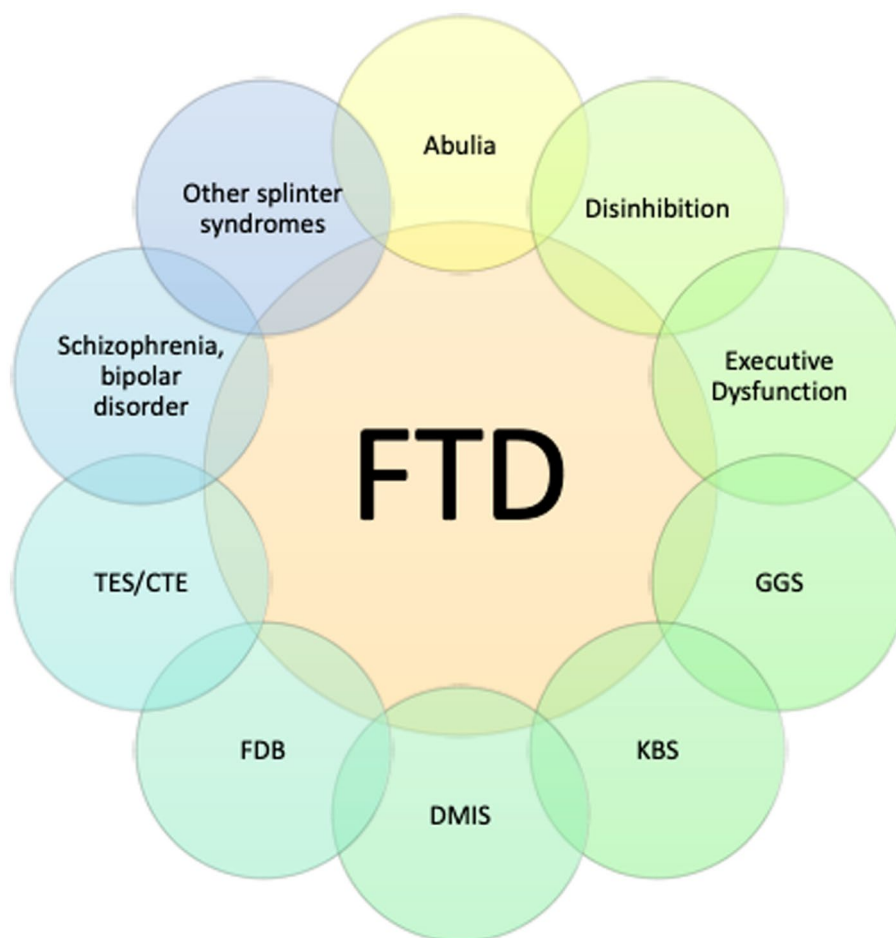 Abulia
Disinhibition
Executive
Dysfunction
GGS
KBS
DMIS
FDB
TES/CTE
Schizophrenia,
bipolar
disorder
Other splinter
syndromes
FTD